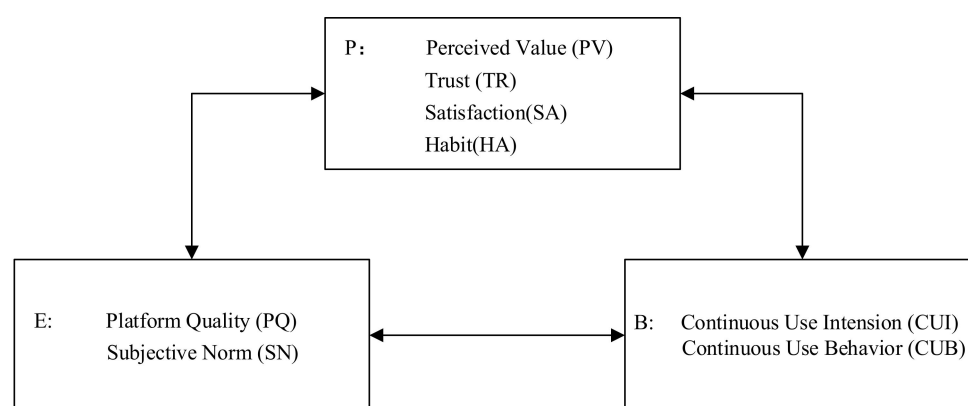 P： Perceived Value (PV)
Trust (TR)
Satisfaction(SA)
Habit(HA)
E: Platform Quality (PQ)
Subjective Norm (SN)
B: Continuous Use Intension (CUI)
Continuous Use Behavior (CUB)